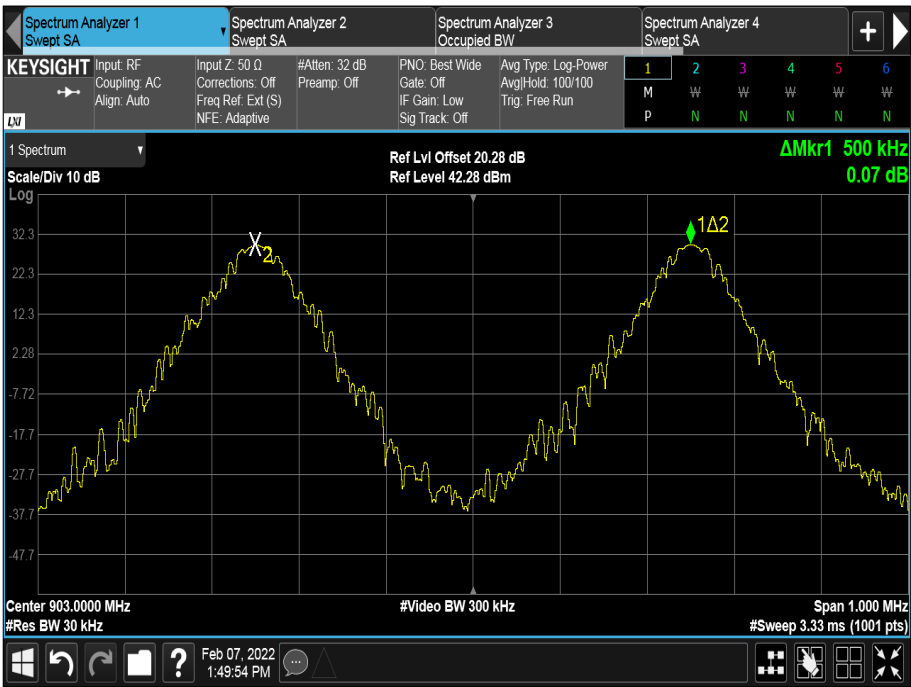 Spectrum Analyzer 1
Swept SA
Spectrum Analyzer 2
Swept SA
Spectrum Analyzer 3
Occupied BW
Spectrum Analyzer 4
Swept SA
+
KEYSIGHT
LXI
Input: RF
Coupling: AC
Align: Auto
Input Z: 50 Ω
Corrections: Off
Freq Ref: Ext (S)
NFE: Adaptive
#Atten: 32 dB
Preamp: Off
PNO: Best Wide
Gate: Off
IF Gain: Low
Sig Track: Off
Avg Type: Log-Power
Avg|Hold: 100/100
Trig: Free Run
1 2 3 4 5 6
M W W W W W
P N N N N N
1 Spectrum
Scale/Div 10 dB
Log
Ref Lvl Offset 20.28 dB
Ref Level 42.28 dBm
ΔMkr1 500 kHz
0.07 dB
32.3
22.3
12.3
2.28
-7.72
-17.7
-27.7
-37.7
-47.7
X2
1Δ2
Center 903.0000 MHz
#Res BW 30 kHz
#Video BW 300 kHz
Span 1.000 MHz
#Sweep 3.33 ms (1001 pts)
?
Feb 07, 2022
1:49:54 PM